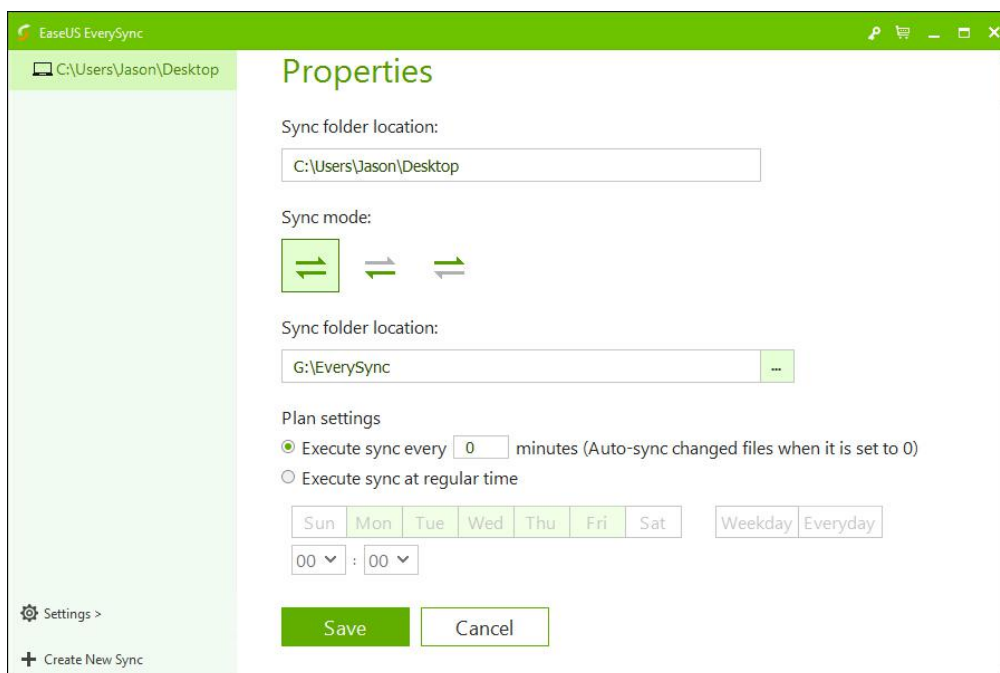 EaseUS EverySync
C:\Users\Jason\Desktop
Properties
Sync folder location:
C:\Users\Jason\Desktop
Sync mode:
Sync folder location:
G:\EverySync
...
Plan settings
Execute sync every 0 minutes (Auto-sync changed files when it is set to 0)
Execute sync at regular time
Sun Mon Tue Wed Thu Fri Sat Weekday Everyday
00 : 00
Settings >
Save Cancel
Create New Sync